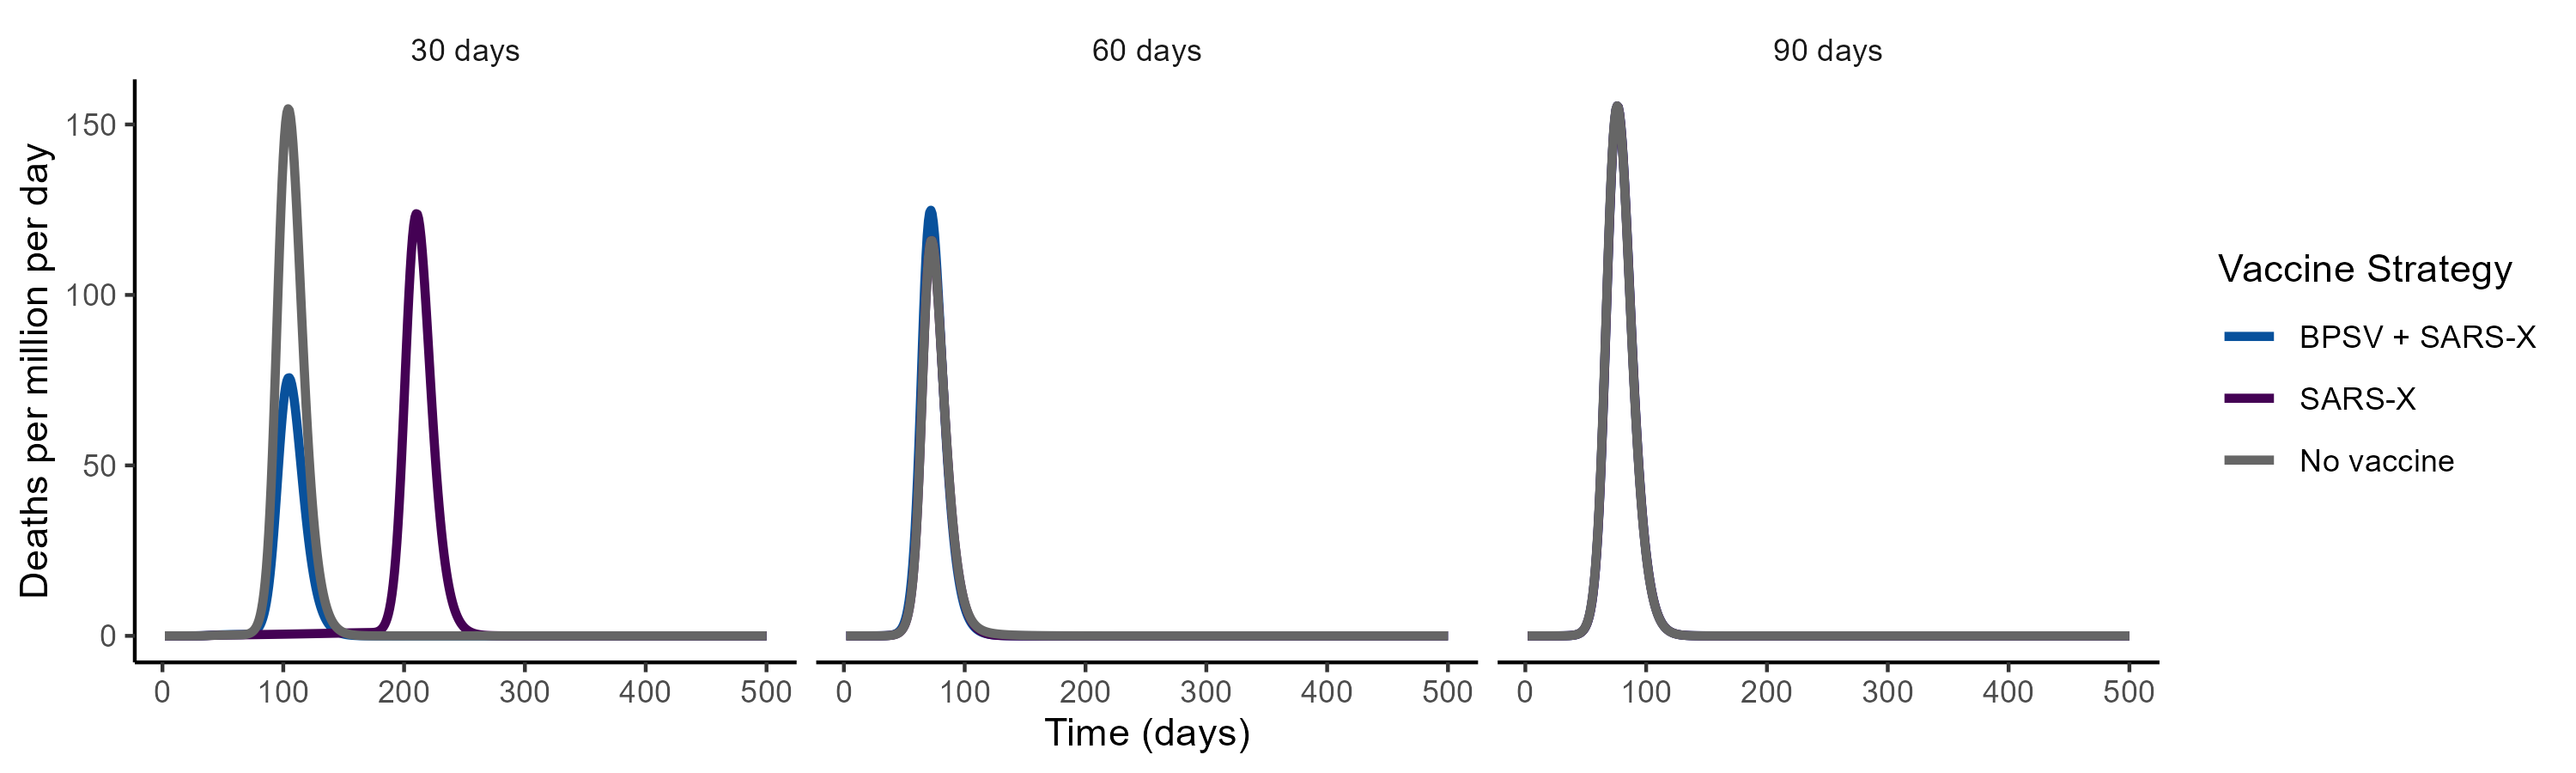 30 days
60 days
90 days
Deaths per million per day
150
100
50
0
0 100 200 300 400 500
0 100 200 300 400 500
0 100 200 300 400 500
Time (days)
Vaccine Strategy
BPSV + SARS-X
SARS-X
No vaccine